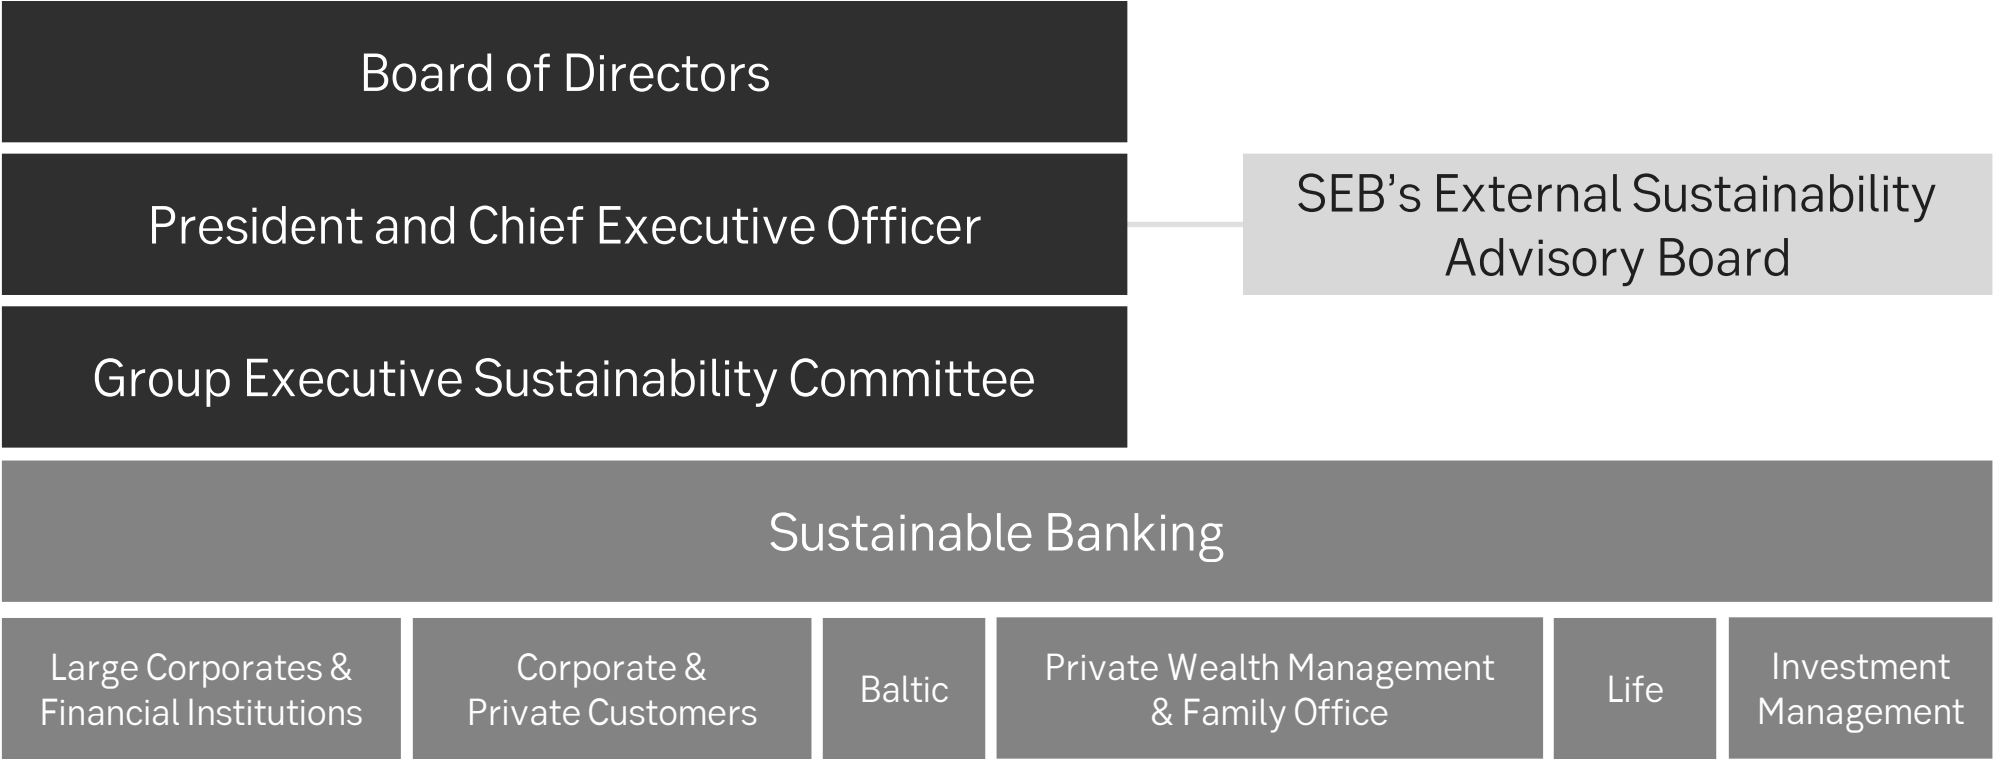 Board of Directors
President and Chief Executive Officer
SEB’s External Sustainability
Advisory Board
Group Executive Sustainability Committee
Sustainable Banking
Large Corporates &
Financial Institutions
Corporate &
Private Customers
Baltic
Private Wealth Management
& Family Office
Life
Investment
Management